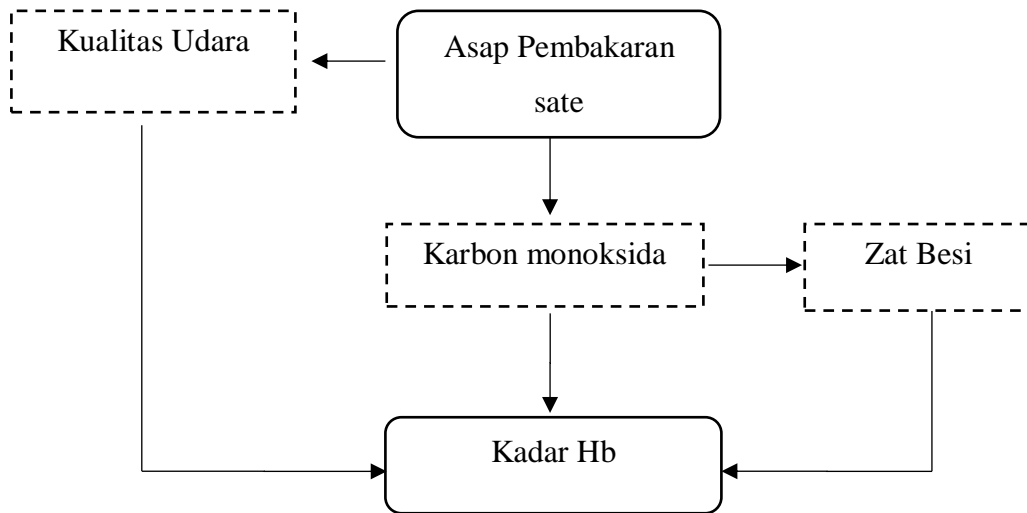 Kualitas Udara
Asap Pembakaran
sate
Karbon monoksida
Zat Besi
Kadar Hb